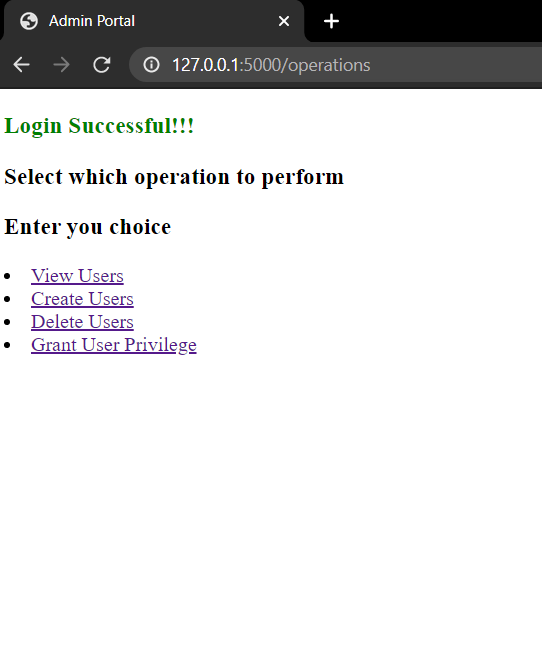 Admin Portal
127.0.0.1:5000/operations
Login Successful!!!
Select which operation to perform
Enter you choice
View Users
Create Users
Delete Users
Grant User Privilege